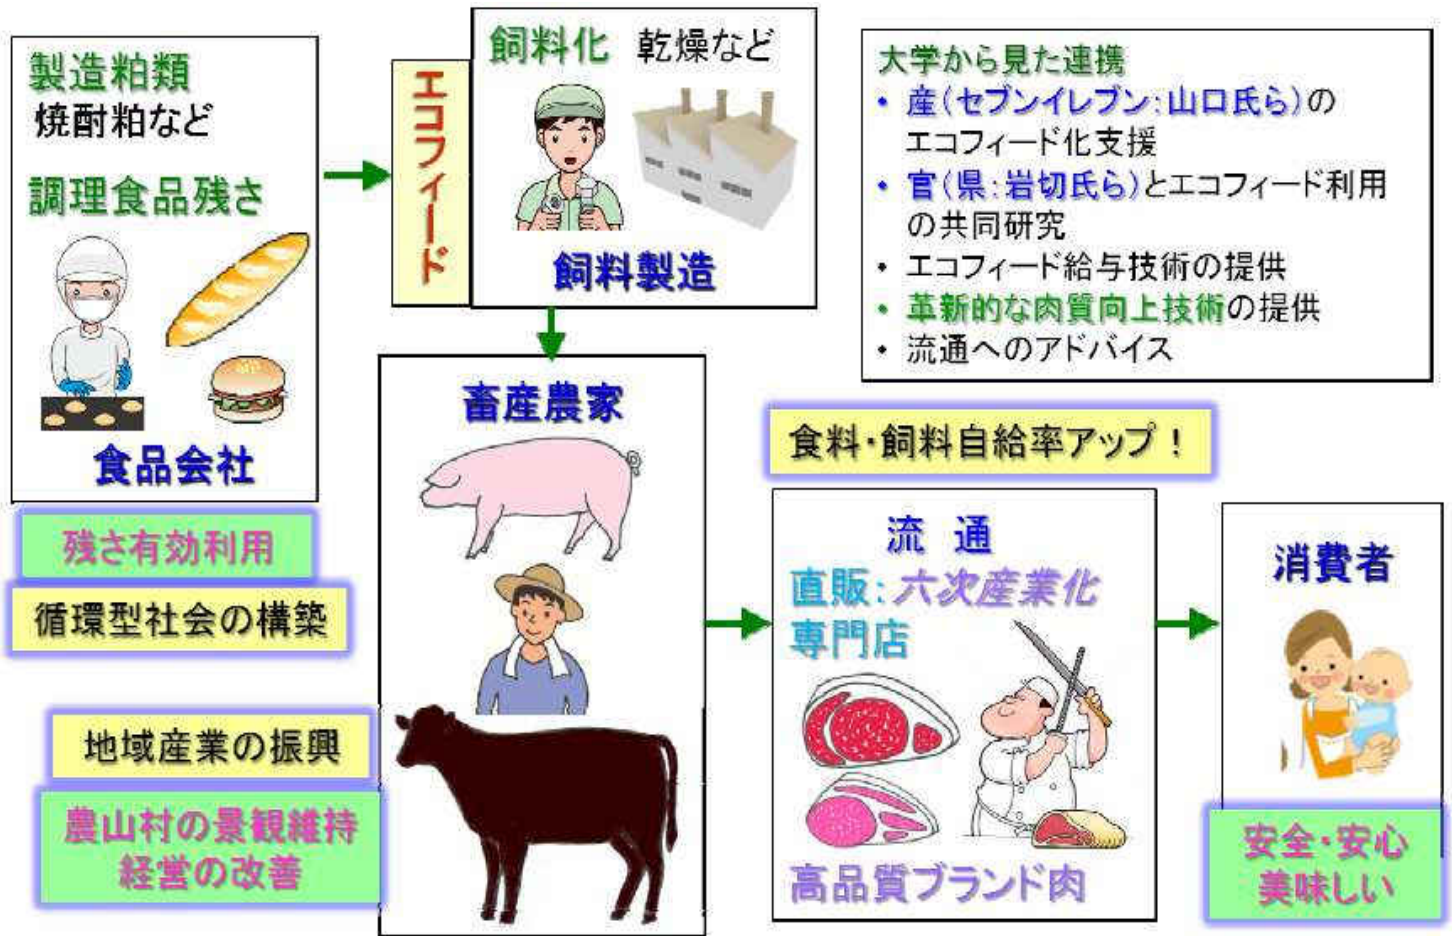 製造粕類
焼酎粕など
調理食品残さ
食品会社
エコフィード
飼料化 乾燥など
飼料製造
大学から見た連携
• 産(セブンイレブン:山口氏ら)の
エコフィード化支援
• 官(県:岩切氏ら)とエコフィード利用
の共同研究
• エコフィード給与技術の提供
• 革新的な肉質向上技術の提供
• 流通へのアドバイス
畜産農家
食料・飼料自給率アップ!
残さ有効利用
循環型社会の構築
地域産業の振興
農山村の景観維持
経営の改善
流 通
直販:六次産業化
専門店
高品質ブランド肉
消費者
安全・安心
美味しい